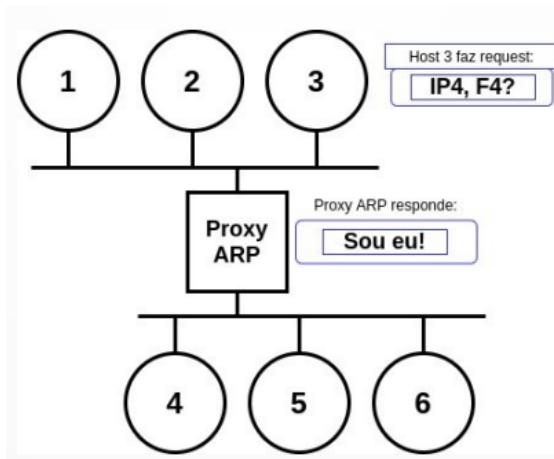 1
2
3
Host 3 faz request:
IP4, F4?
Proxy
ARP
Proxy ARP responde:
Sou eu!
4
5
6